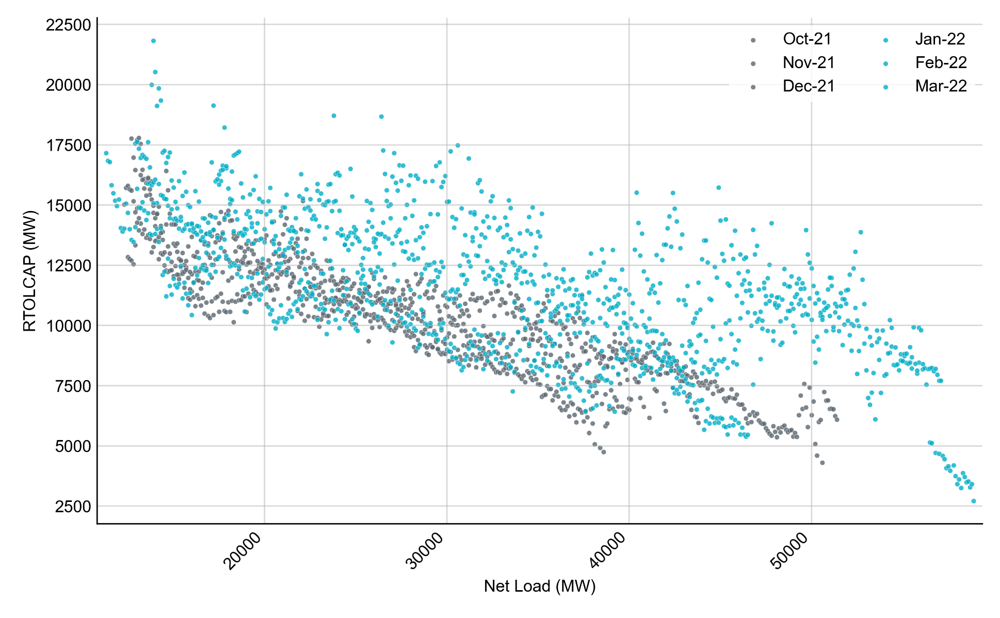 22500
20000
17500
15000
12500
10000
7500
5000
2500
RTOLCAP (MW)
Oct-21
Nov-21
Dec-21
Jan-22
Feb-22
Mar-22
20000
30000
40000
50000
Net Load (MW)